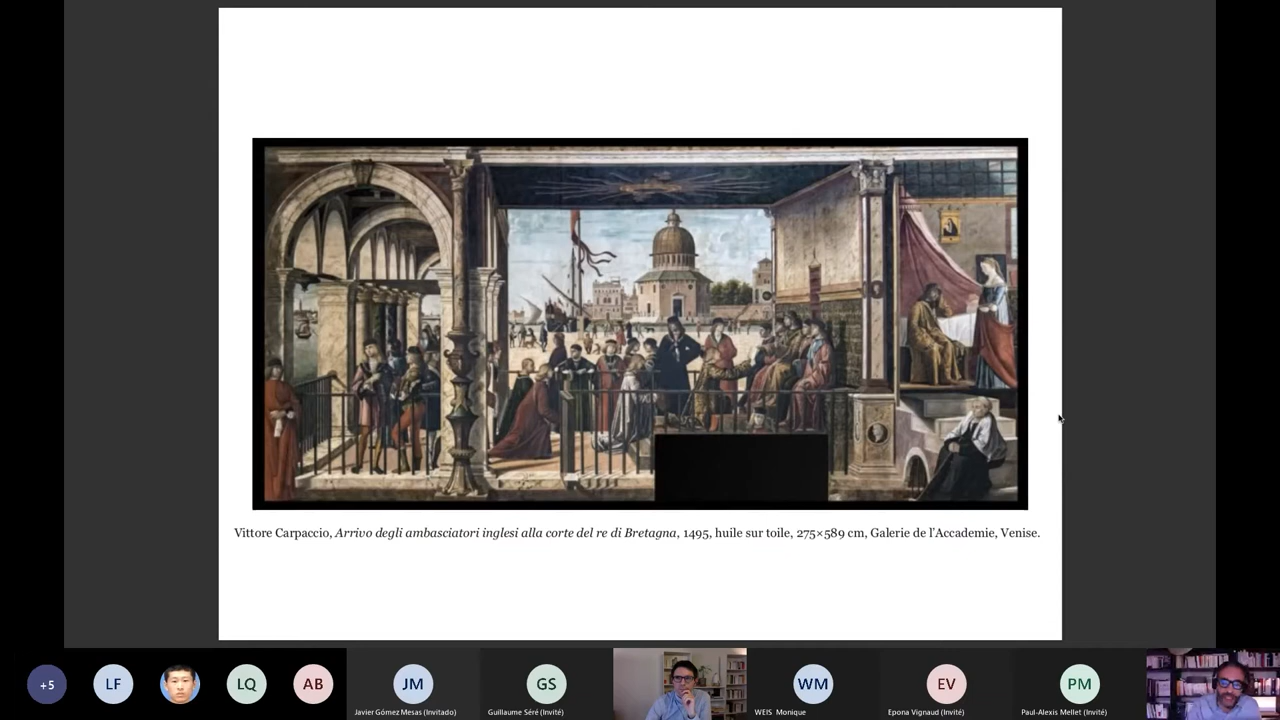 Vittore Carpaccio, Arrivo degli ambasciatori inglesi alla corte del re di Bretagna, 1495, huile sur toile, 275×589 cm, Galerie de l'Accademie, Venise.
+5
LF
LQ
AB
JM
GS
WM
EV
PM
Javier Gómez Mesas (Invitado)
Guillaume Séré (Invité)
WEIS Monique
Epona Vignaud (Invité)
Paul-Alexis Mellet (Invité)